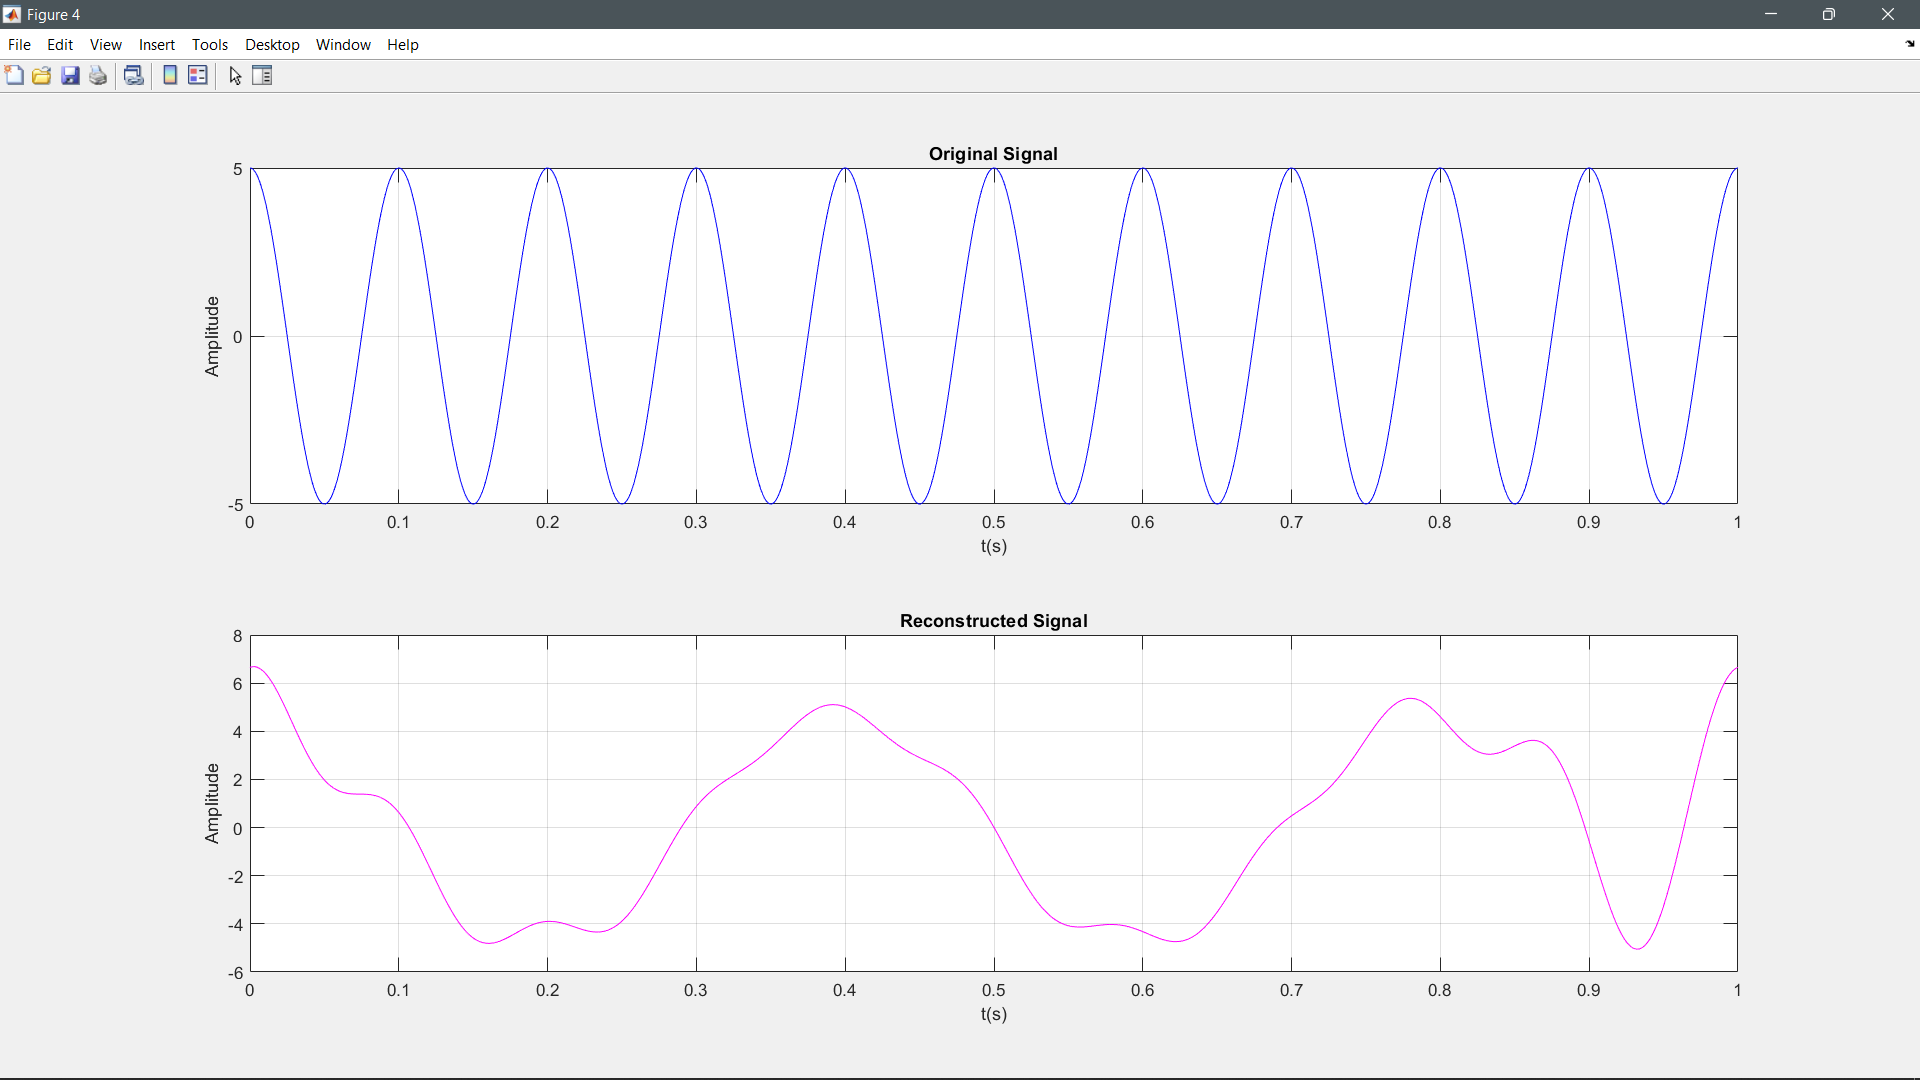 Figure 4
File Edit View Insert Tools Desktop Window Help
Original Signal
5
0
-5
Amplitude
0 0.1 0.2 0.3 0.4 0.5 0.6 0.7 0.8 0.9 1
t(s)
Reconstructed Signal
8
6
4
2
0
-2
-4
-6
Amplitude
0 0.1 0.2 0.3 0.4 0.5 0.6 0.7 0.8 0.9 1
t(s)